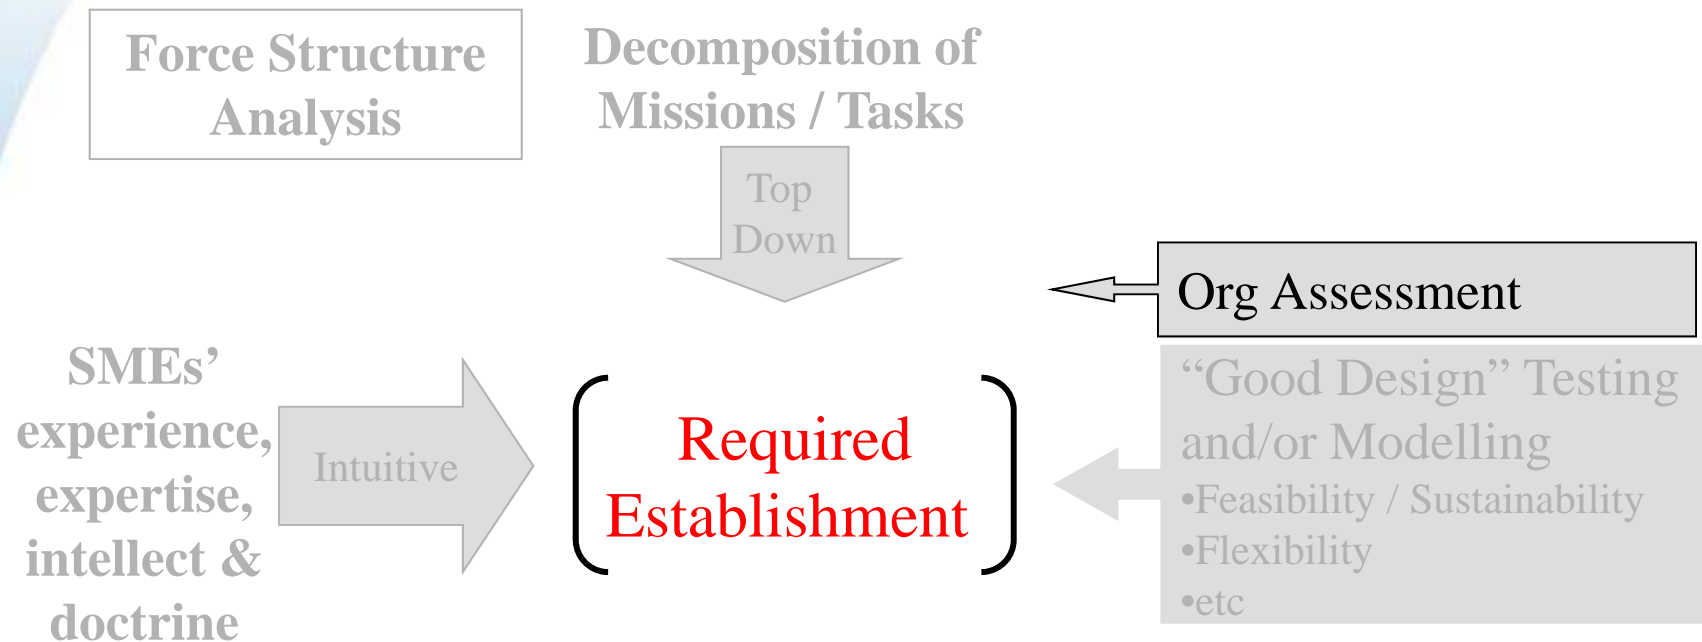 Force Structure
Analysis
Decomposition of
Missions / Tasks
Top
Down
Org Assessment
SMEs’
experience,
expertise,
intellect &
doctrine
Intuitive
Required
Establishment
“Good Design” Testing
and/or Modelling
•Feasibility / Sustainability
•Flexibility
•etc